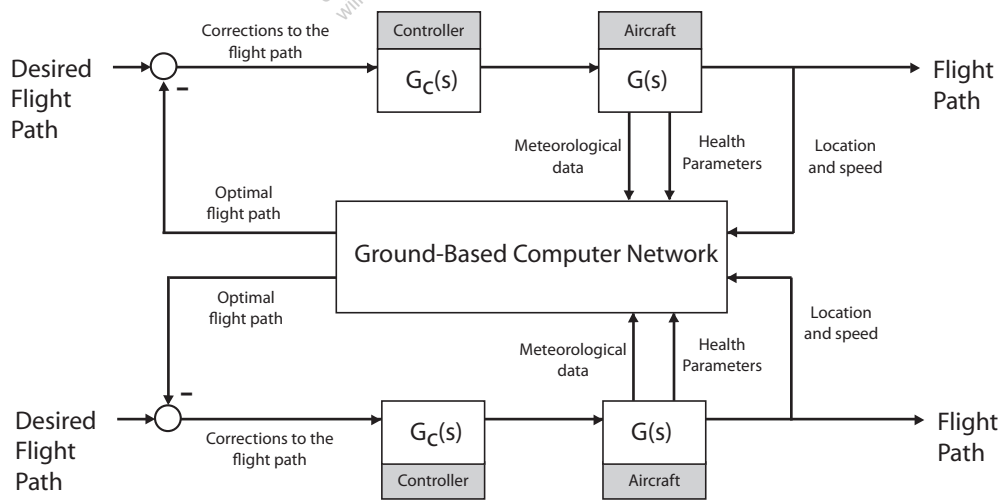 Corrections to the
flight path
Controller
Aircraft
Desired
Flight
Path
-
Gc(s)
G(s)
Flight
Path
Meteorological
data
Health
Parameters
Location
and speed
Optimal
flight path
Ground-Based Computer Network
Optimal
flight path
Location
and speed
Meteorological
data
Health
Parameters
-
Desired
Flight
Path
Corrections to the
flight path
Gc(s)
G(s)
Controller
Aircraft
Flight
Path